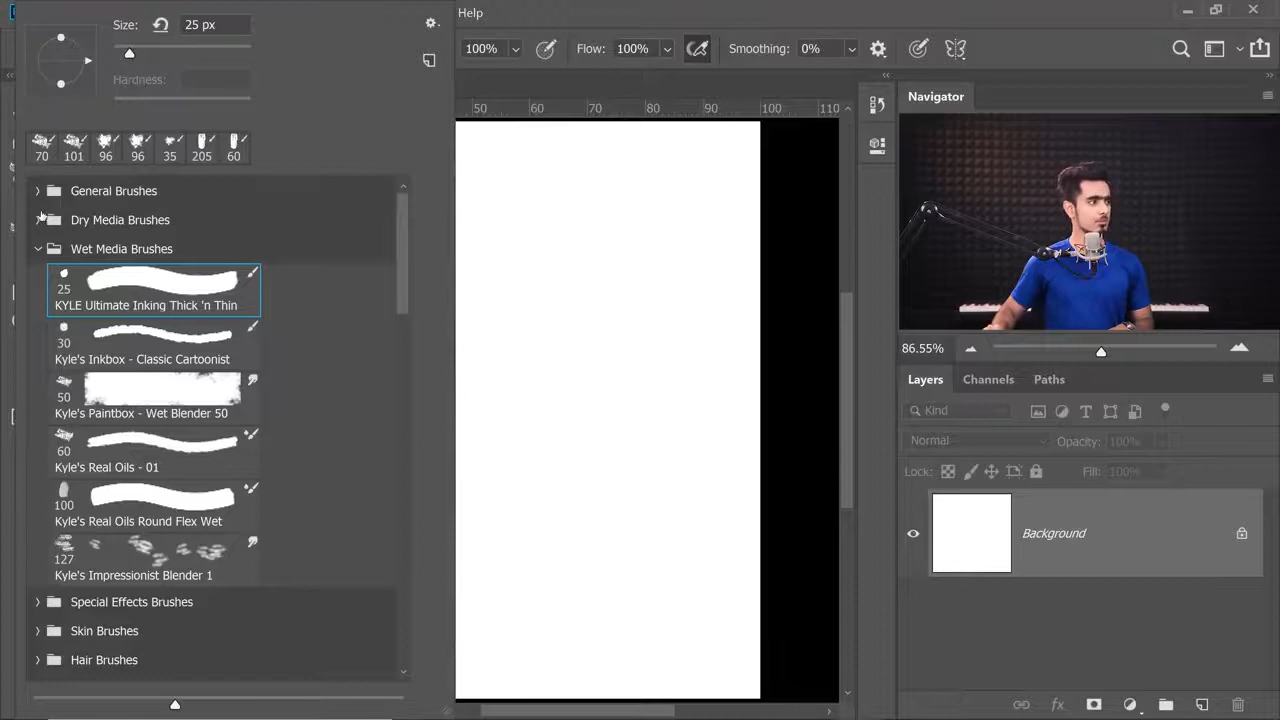 Help
Size: 25 px
100% Flow: 100% Smoothing: 0%
Hardness:
50 60 70 80 90 100 110
Navigator
70 101 96 96 35 205 60
General Brushes
Dry Media Brushes
Wet Media Brushes
25
KYLE Ultimate Inking Thick 'n Thin
30
Kyle's Inkbox - Classic Cartoonist
50
Kyle's Paintbox - Wet Blender 50
60
Kyle's Real Oils - 01
100
Kyle's Real Oils Round Flex Wet
127
Kyle's Impressionist Blender 1
Special Effects Brushes
Skin Brushes
Hair Brushes
86.55%
Layers Channels Paths
Kind
Normal Opacity: 100%
Lock: Fill: 100%
Background
fx